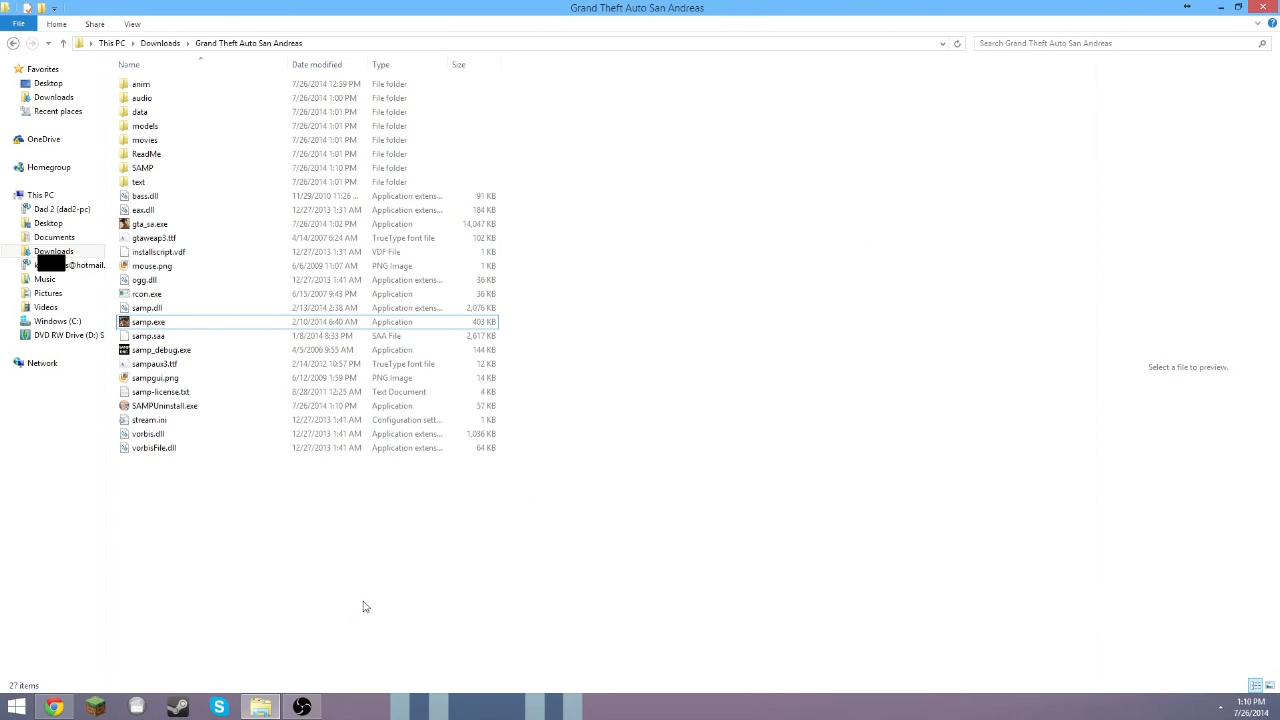 Grand Theft Auto San Andreas
File Home Share View
This PC Downloads Grand Theft Auto San Andreas Search Grand Theft Auto San Andreas
Name Date modified Type Size
Favorites
Desktop
Downloads
Recent places
OneDrive
Homegroup
This PC
Dad 2 (dad2-pc)
Desktop
Documents
Downloads
s@hotmail.
Music
Pictures
Videos
Windows (C:)
DVD RW Drive (D:) S
Network
anim 7/26/2014 12:59 PM File folder
audio 7/26/2014 1:00 PM File folder
data 7/26/2014 1:01 PM File folder
models 7/26/2014 1:01 PM File folder
movies 7/26/2014 1:01 PM File folder
ReadMe 7/26/2014 1:01 PM File folder
SAMP 7/26/2014 1:10 PM File folder
text 7/26/2014 1:01 PM File folder
bass.dll 11/29/2010 11:26 ... Application extens... 91 KB
eax.dll 12/27/2013 1:31 AM Application extens... 184 KB
gta_sa.exe 7/26/2014 1:02 PM Application 14,047 KB
gtaweap3.ttf 4/14/2007 6:24 AM TrueType font file 102 KB
installscript.vdf 12/27/2013 1:31 AM VDF File 1 KB
mouse.png 6/6/2009 11:07 AM PNG Image 1 KB
ogg.dll 12/27/2013 1:41 AM Application extens... 36 KB
rcon.exe 6/15/2007 9:43 PM Application 36 KB
samp.dll 2/13/2014 2:38 AM Application extens... 2,076 KB
samp.exe 2/10/2014 6:40 AM Application 403 KB
samp.saa 1/8/2014 8:33 PM SAA File 2,617 KB
samp_debug.exe 4/5/2006 9:55 AM Application 144 KB
sampaux3.ttf 2/14/2012 10:57 PM TrueType font file 12 KB
sampgui.png 6/12/2009 1:59 PM PNG Image 14 KB
samp-license.txt 8/28/2011 12:25 AM Text Document 4 KB
SAMPUninstall.exe 7/26/2014 1:10 PM Application 57 KB
stream.ini 12/27/2013 1:41 AM Configuration sett... 1 KB
vorbis.dll 12/27/2013 1:41 AM Application extens... 1,036 KB
vorbisFile.dll 12/27/2013 1:41 AM Application extens... 64 KB
Select a file to preview.
27 items
1:10 PM
7/26/2014